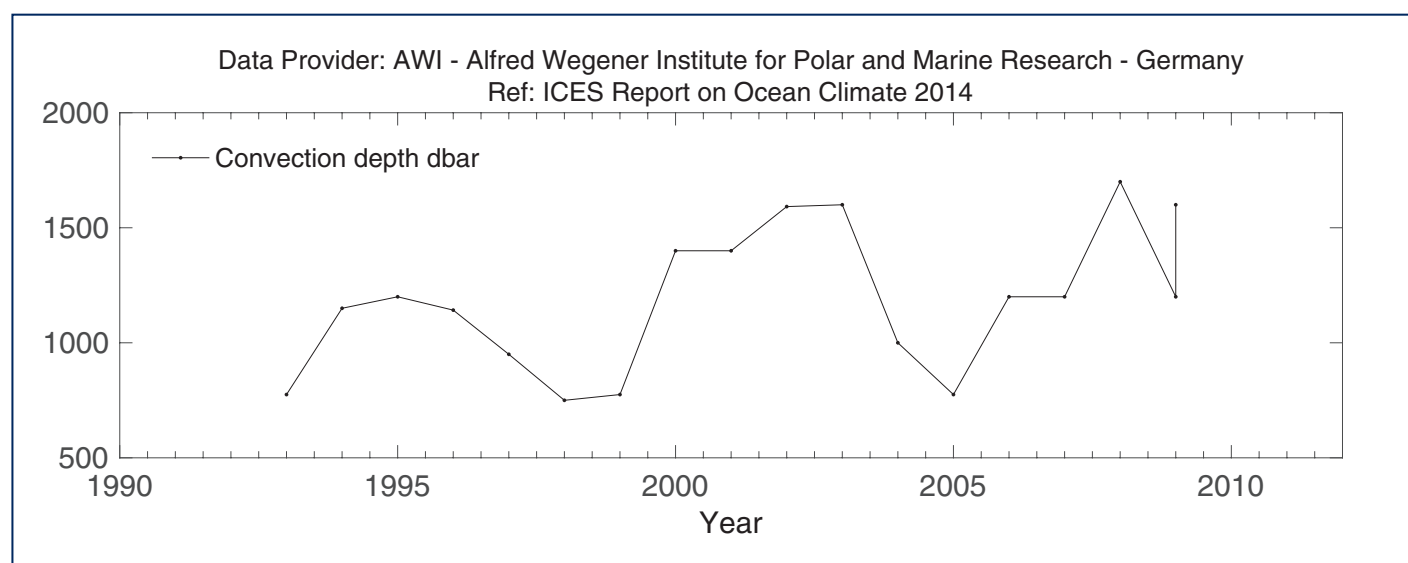 Data Provider: AWI - Alfred Wegener Institute for Polar and Marine Research - Germany
Ref: ICES Report on Ocean Climate 2014
2000
Convection depth dbar
1500
1000
500
1990 1995 2000 2005 2010
Year